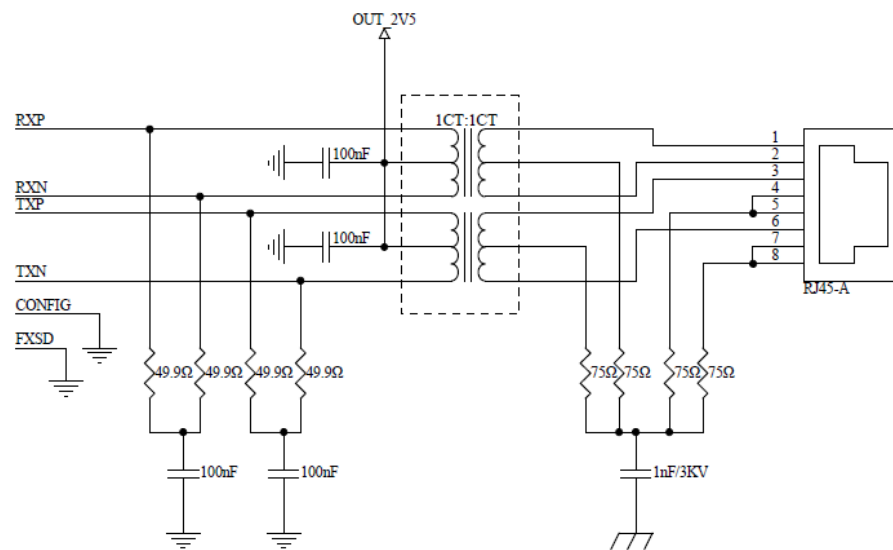 OUT_2V5
1CT:1CT
RXP
1
100nF
2
3
RXN
4
TXP
5
6
100nF
7
TXN
8
RJ45-A
CONFIG
FXSD
49.9Ω 49.9Ω 49.9Ω 49.9Ω 75Ω 75Ω 75Ω 75Ω
100nF 100nF 1nF/3KV